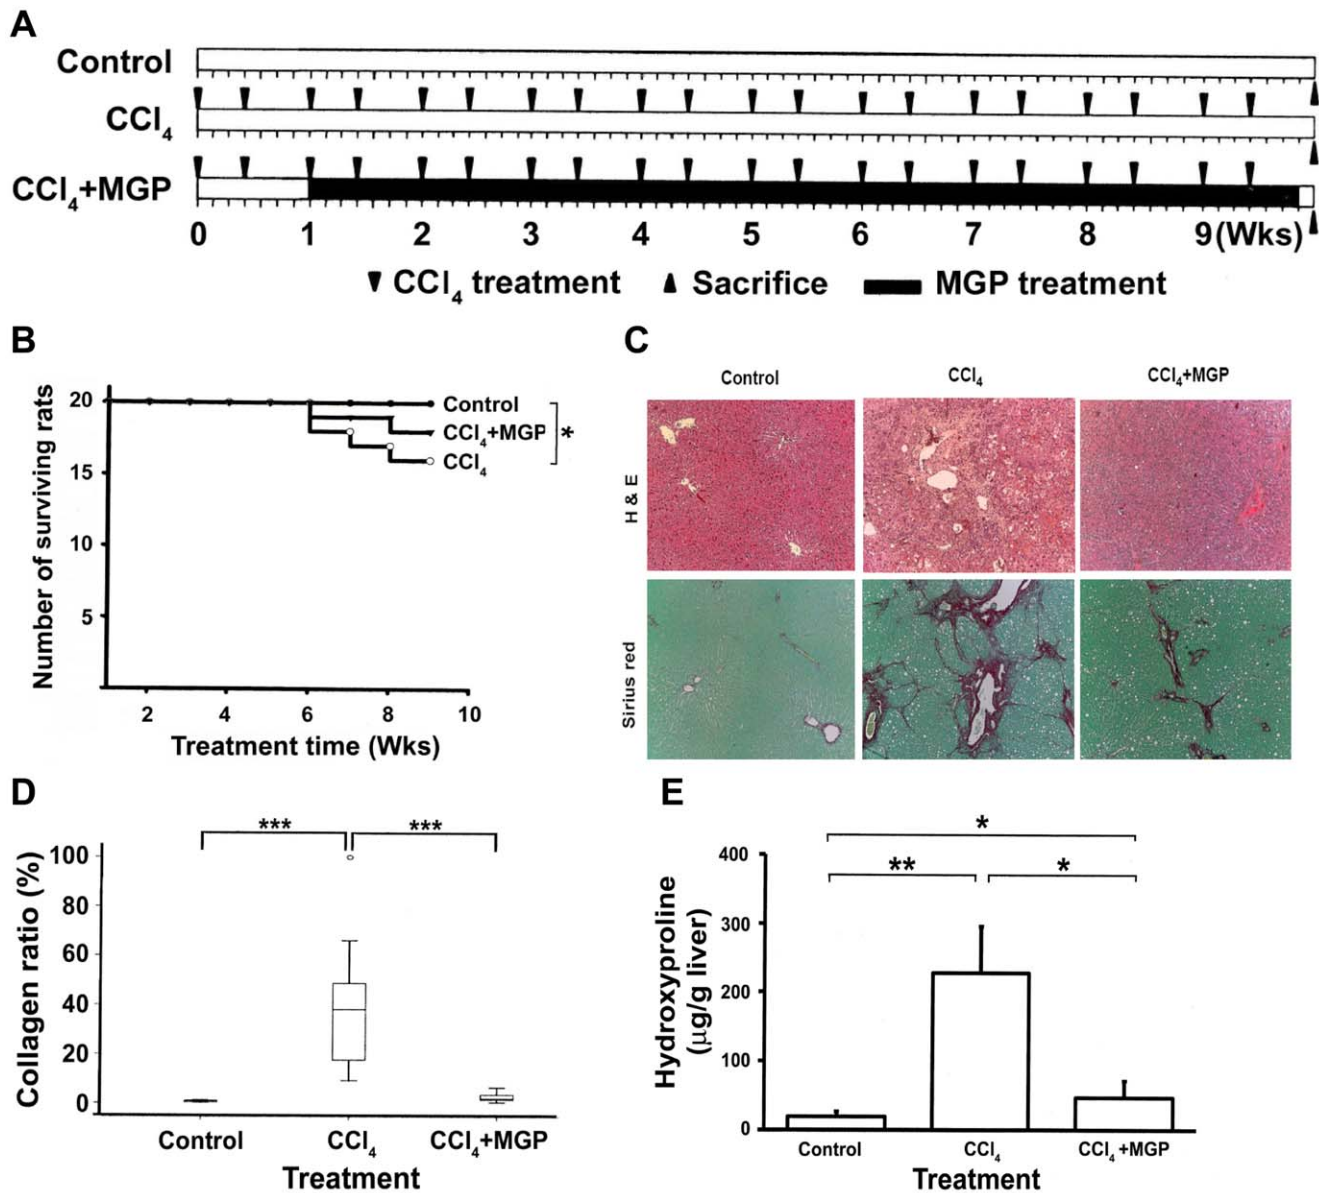 A
Control
CCl4
CCl4+MGP
0 1 2 3 4 5 6 7 8 9(Wks)
CCl4 treatment Sacrifice MGP treatment
B
Number of surviving rats
20
15
10
5
2 4 6 8 10
Treatment time (Wks)
Control
CCl4+MGP
CCl4
*
C
Control CCl4 CCl4+MGP
H & E
Sirius red
D
Collagen ratio (%)
100
80
60
40
20
0
*** ***
Control CCl4 CCl4+MGP
Treatment
E
Hydroxyproline
(μg/g liver)
400
300
200
100
0
*
** *
Control CCl4 CCl4+MGP
Treatment